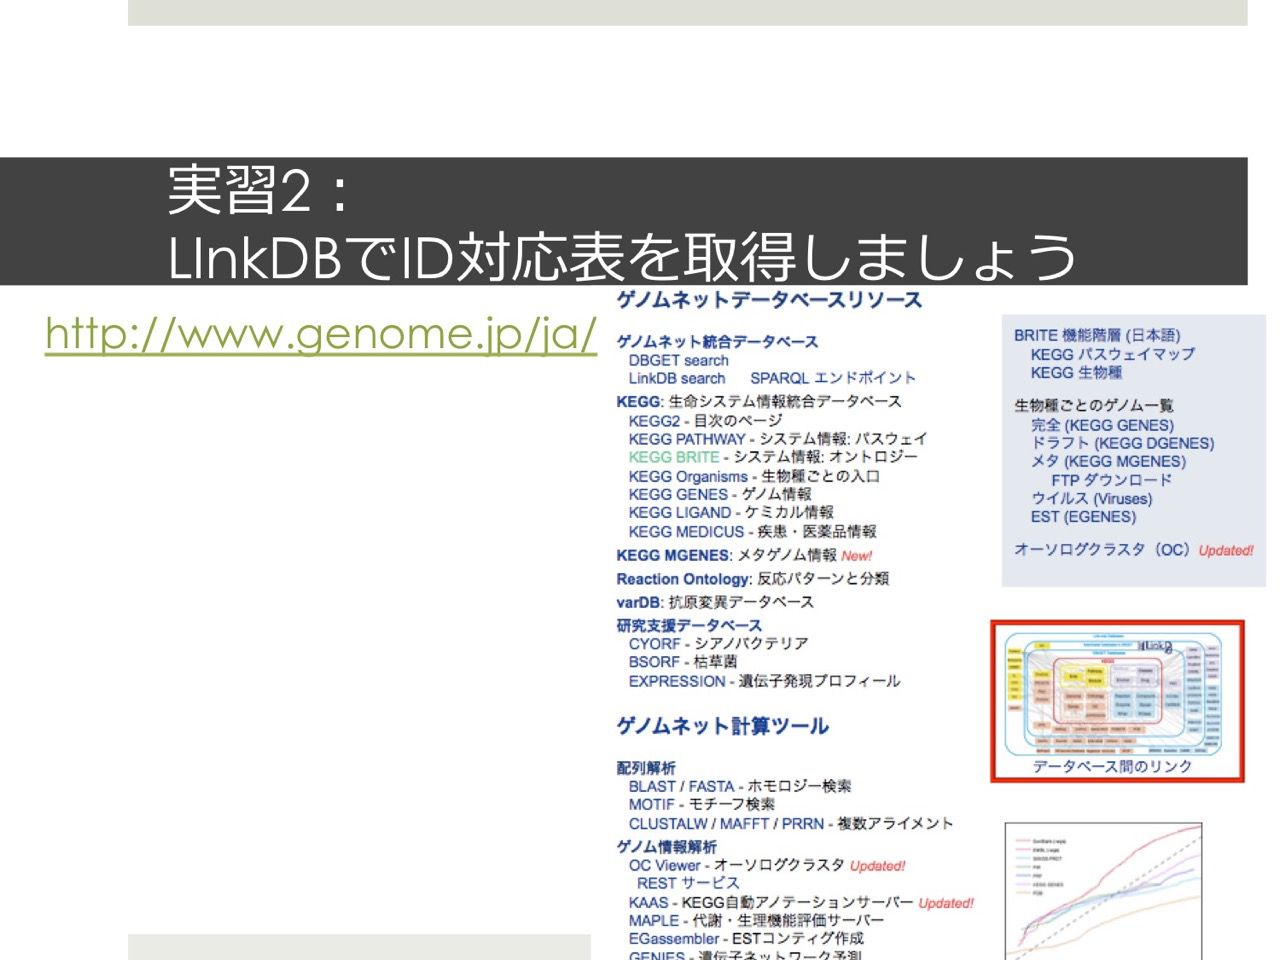 実習2：
LInkDBでID対応表を取得しましょう
http://www.genome.jp/ja/
ゲノムネットデータベースリソース
ゲノムネット統合データベース
DBGET search
LinkDB search SPARQL エンドポイント
KEGG: 生命システム情報統合データベース
KEGG2 - 目次のページ
KEGG PATHWAY - システム情報: パスウェイ
KEGG BRITE - システム情報: オントロジー
KEGG Organisms - 生物種ごとの入口
KEGG GENES - ゲノム情報
KEGG LIGAND - ケミカル情報
KEGG MEDICUS - 疾患・医薬品情報
KEGG MGENES: メタゲノム情報 New!
Reaction Ontology: 反応パターンと分類
varDB: 抗原変異データベース
研究支援データベース
CYORF - シアノバクテリア
BSORF - 枯草菌
EXPRESSION - 遺伝子発現プロフィール
ゲノムネット計算ツール
配列解析
BLAST / FASTA - ホモロジー検索
MOTIF - モチーフ検索
CLUSTALW / MAFFT / PRRN - 複数アライメント
ゲノム情報解析
OC Viewer - オーソログクラスタ Updated!
REST サービス
KAAS - KEGG自動アノテーションサーバー Updated!
MAPLE - 代謝・生理機能評価サーバー
EGassembler - ESTコンティグ作成
GENIES - 遺伝子ネットワーク予測
BRITE 機能階層 (日本語)
KEGG パスウェイマップ
KEGG 生物種
生物種ごとのゲノム一覧
完全 (KEGG GENES)
ドラフト (KEGG DGENES)
メタ (KEGG MGENES)
FTP ダウンロード
ウイルス (Viruses)
EST (EGENES)
オーソログクラスタ（OC）Updated!
LinkDB
KEGG
データベース間のリンク
KEGG GENES